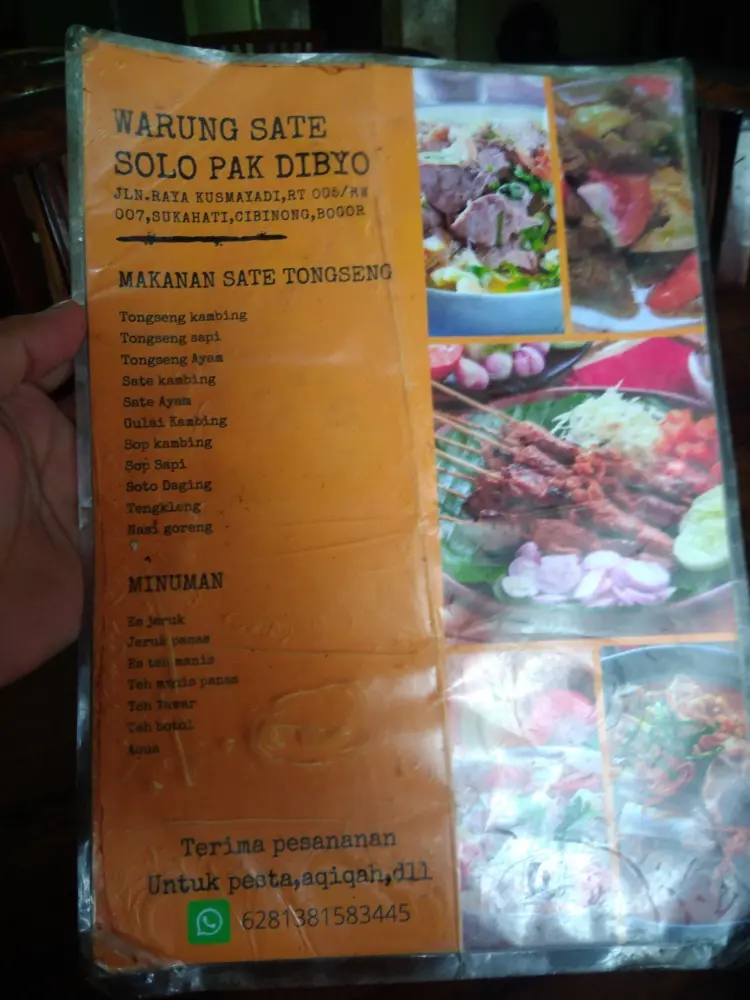 WARUNG SATE
SOLO PAK DIBYO
JLN.RAYA KUSMAYADI,RT 005/RW
007,SUKAHATI,CIBINONG,BOGOR
MAKANAN SATE TONGSENG
Tongseng kambing
Tongseng sapi
Tongseng Ayam
Sate kambing
Sate Ayam
Gulai Kambing
Sop kambing
Sop Sapi
Soto Daging
Tengkleng
Nasi goreng
MINUMAN
Es jeruk
Jeruk panas
Es teh manis
Teh manis panas
Teh Tawar
Teh botol
Aqua
Terima pesananan
Untuk pesta,aqiqah,dll
6281381583445